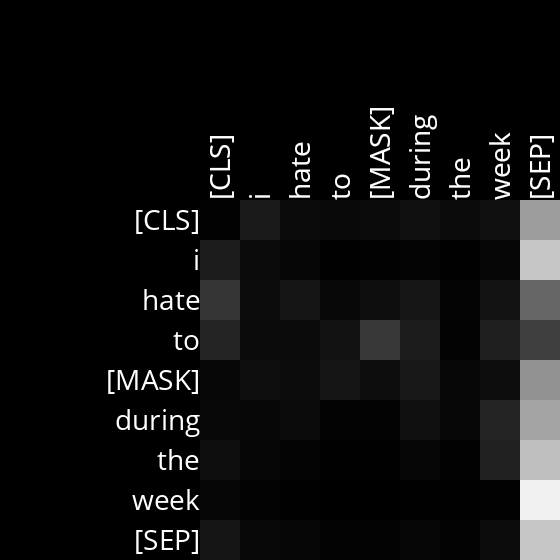 [CLS] i hate to [MASK] during the week [SEP]
[CLS]
i
hate
to
[MASK]
during
the
week
[SEP]